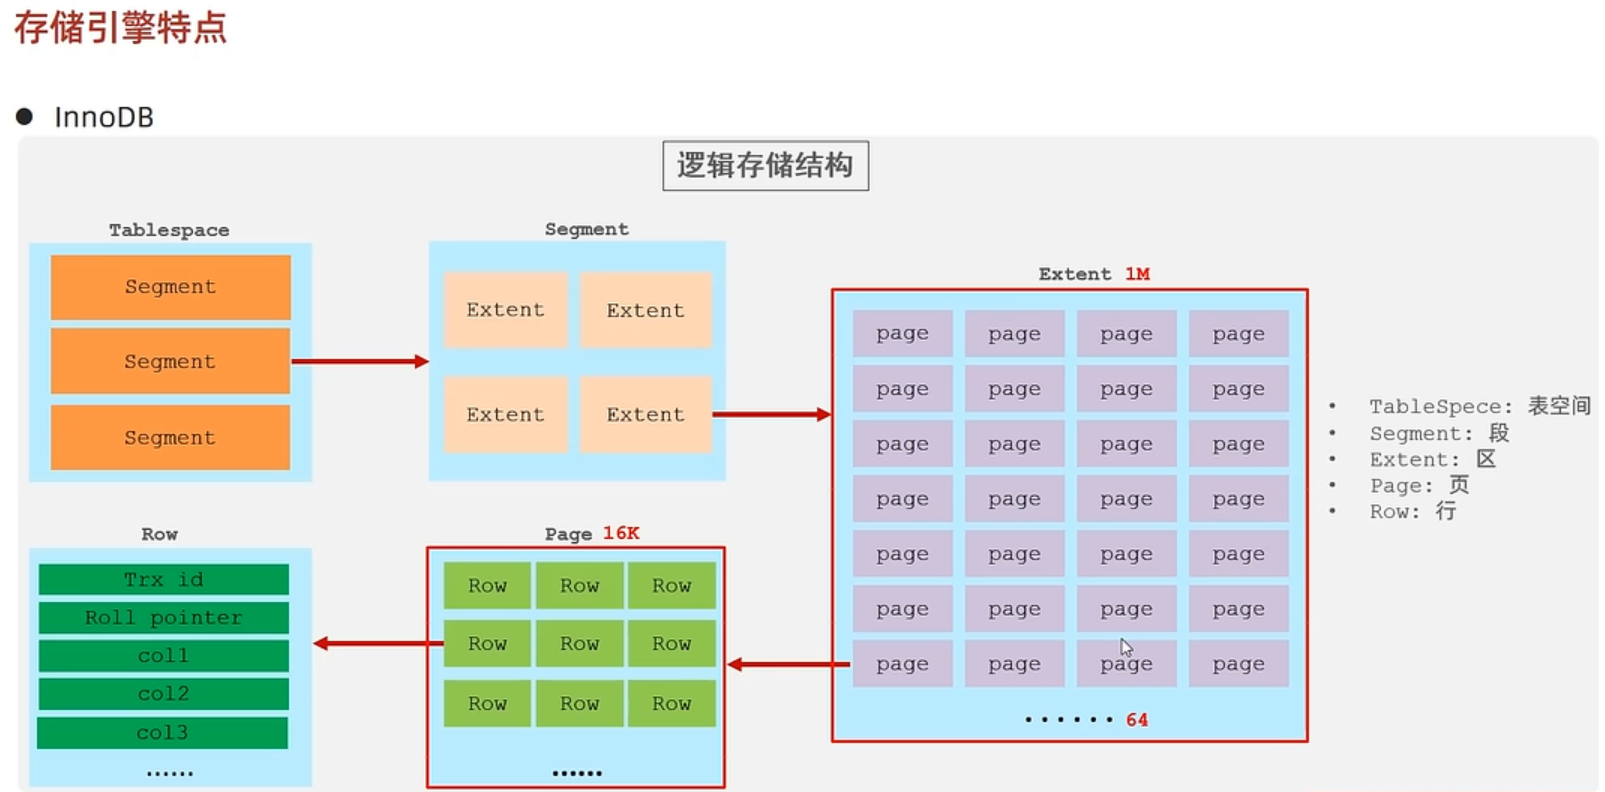 存储引擎特点
● InnoDB
逻辑存储结构
Tablespace
Segment
Segment
Segment
Segment
Extent Extent
Extent Extent
Extent 1M
page page page page
page page page page
page page page page
page page page page
page page page page
page page page page
page page page page
······ 64
• TableSpece: 表空间
• Segment: 段
• Extent: 区
• Page: 页
• Row: 行
Row
Trx id
Roll pointer
col1
col2
col3
······
Page 16K
Row Row Row
Row Row Row
Row Row Row
······